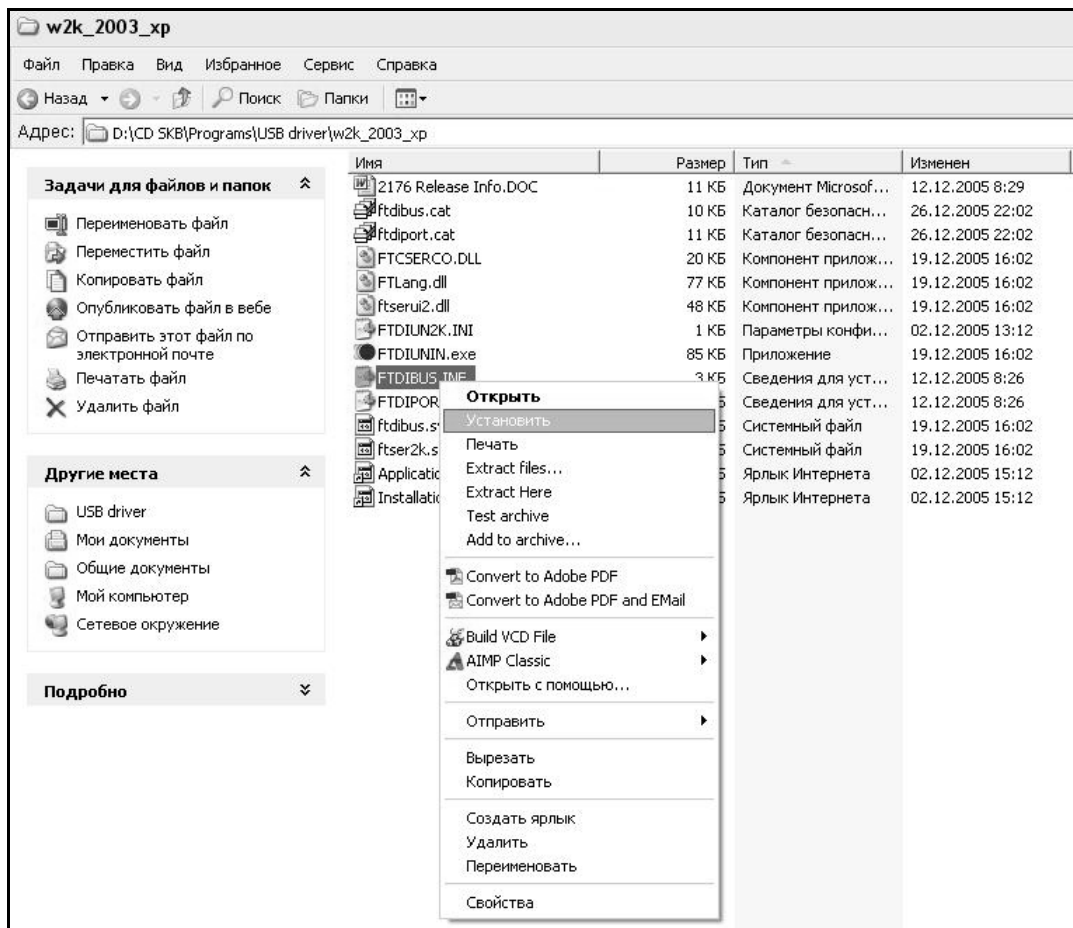 w2k_2003_xp
Файл Правка Вид Избранное Сервис Справка
Назад Поиск Папки
Адрес: D:\CD SKB\Programs\USB driver\w2k_2003_xp
Имя Размер Тип Изменен
Задачи для файлов и папок
Переименовать файл
Переместить файл
Копировать файл
Опубликовать файл в вебе
Отправить этот файл по
электронной почте
Печатать файл
Удалить файл
Другие места
USB driver
Мои документы
Общие документы
Мой компьютер
Сетевое окружение
Подробно
2176 Release Info.DOC 11 КБ Документ Microsof... 12.12.2005 8:29
ftdibus.cat 10 КБ Каталог безопасн... 26.12.2005 22:02
ftdiport.cat 11 КБ Каталог безопасн... 26.12.2005 22:02
FTCSERCO.DLL 20 КБ Компонент прилож... 19.12.2005 16:02
FTLang.dll 77 КБ Компонент прилож... 19.12.2005 16:02
ftserui2.dll 48 КБ Компонент прилож... 19.12.2005 16:02
FTDIUN2K.INI 1 КБ Параметры конфи... 02.12.2005 13:12
FTDIUNIN.exe 85 КБ Приложение 19.12.2005 16:02
FTDIBUS.INF 3 КБ Сведения для уст... 12.12.2005 8:26
FTDIPOR Сведения для уст... 12.12.2005 8:26
ftdibus.s Системный файл 19.12.2005 16:02
ftser2k.s Системный файл 19.12.2005 16:02
Applicatio Ярлык Интернета 02.12.2005 15:12
Installatio Ярлык Интернета 02.12.2005 15:12
Открыть
Установить
Печать
Extract files...
Extract Here
Test archive
Add to archive...
Convert to Adobe PDF
Convert to Adobe PDF and EMail
Build VCD File
AIMP Classic
Открыть с помощью...
Отправить
Вырезать
Копировать
Создать ярлык
Удалить
Переименовать
Свойства